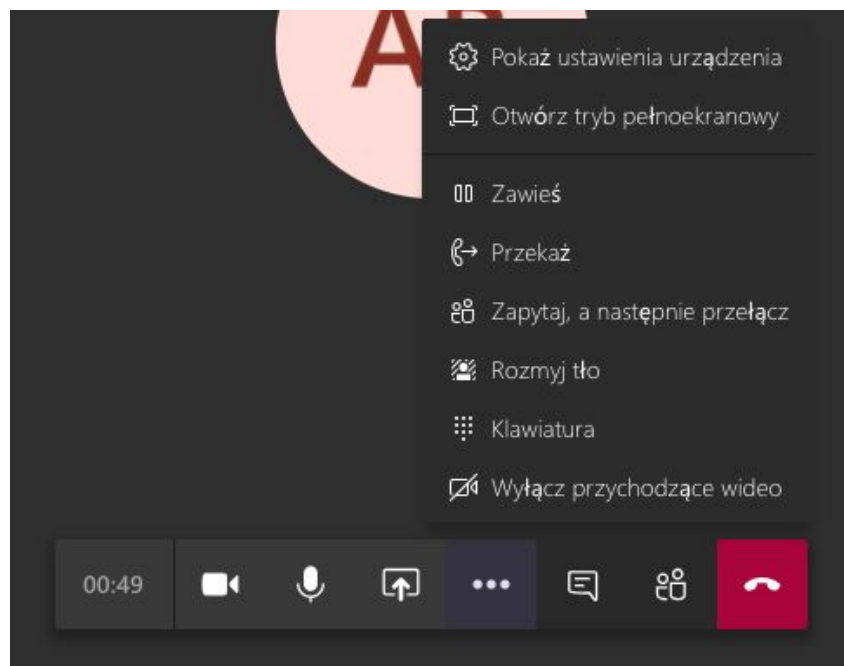 Pokaż ustawienia urządzenia
Otwórz tryb pełnoekranowy
Zawieś
Przekaż
Zapytaj, a następnie przełącz
Rozmyj tło
Klawiatura
Wyłącz przychodzące wideo
00:49